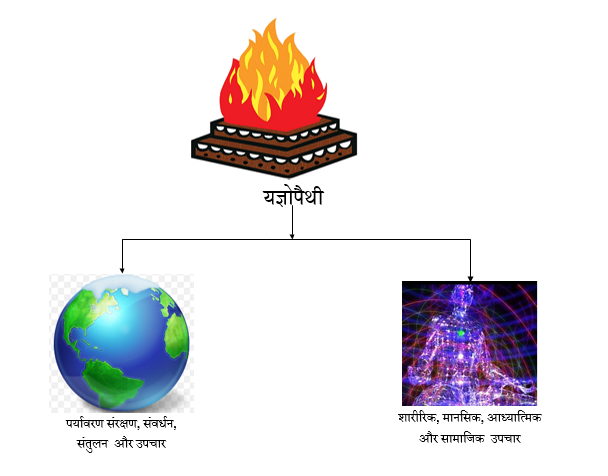 यज्ञोपैथी
पर्यावरण संरक्षण, संवर्धन,
संतुलन और उपचार
शारीरिक, मानसिक, आध्यात्मिक
और सामाजिक उपचार